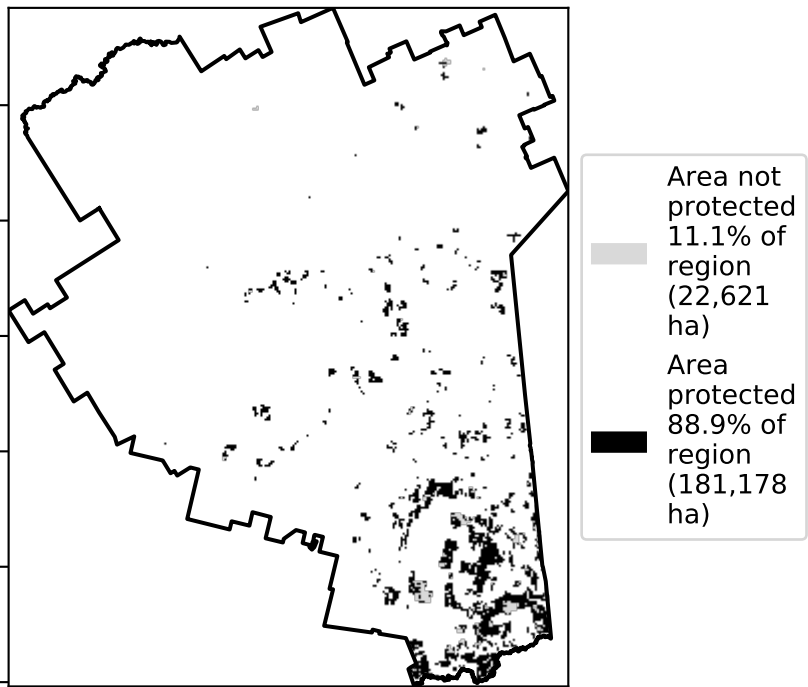 Area not
protected
11.1% of
region
(22,621
ha)
Area
protected
88.9% of
region
(181,178
ha)